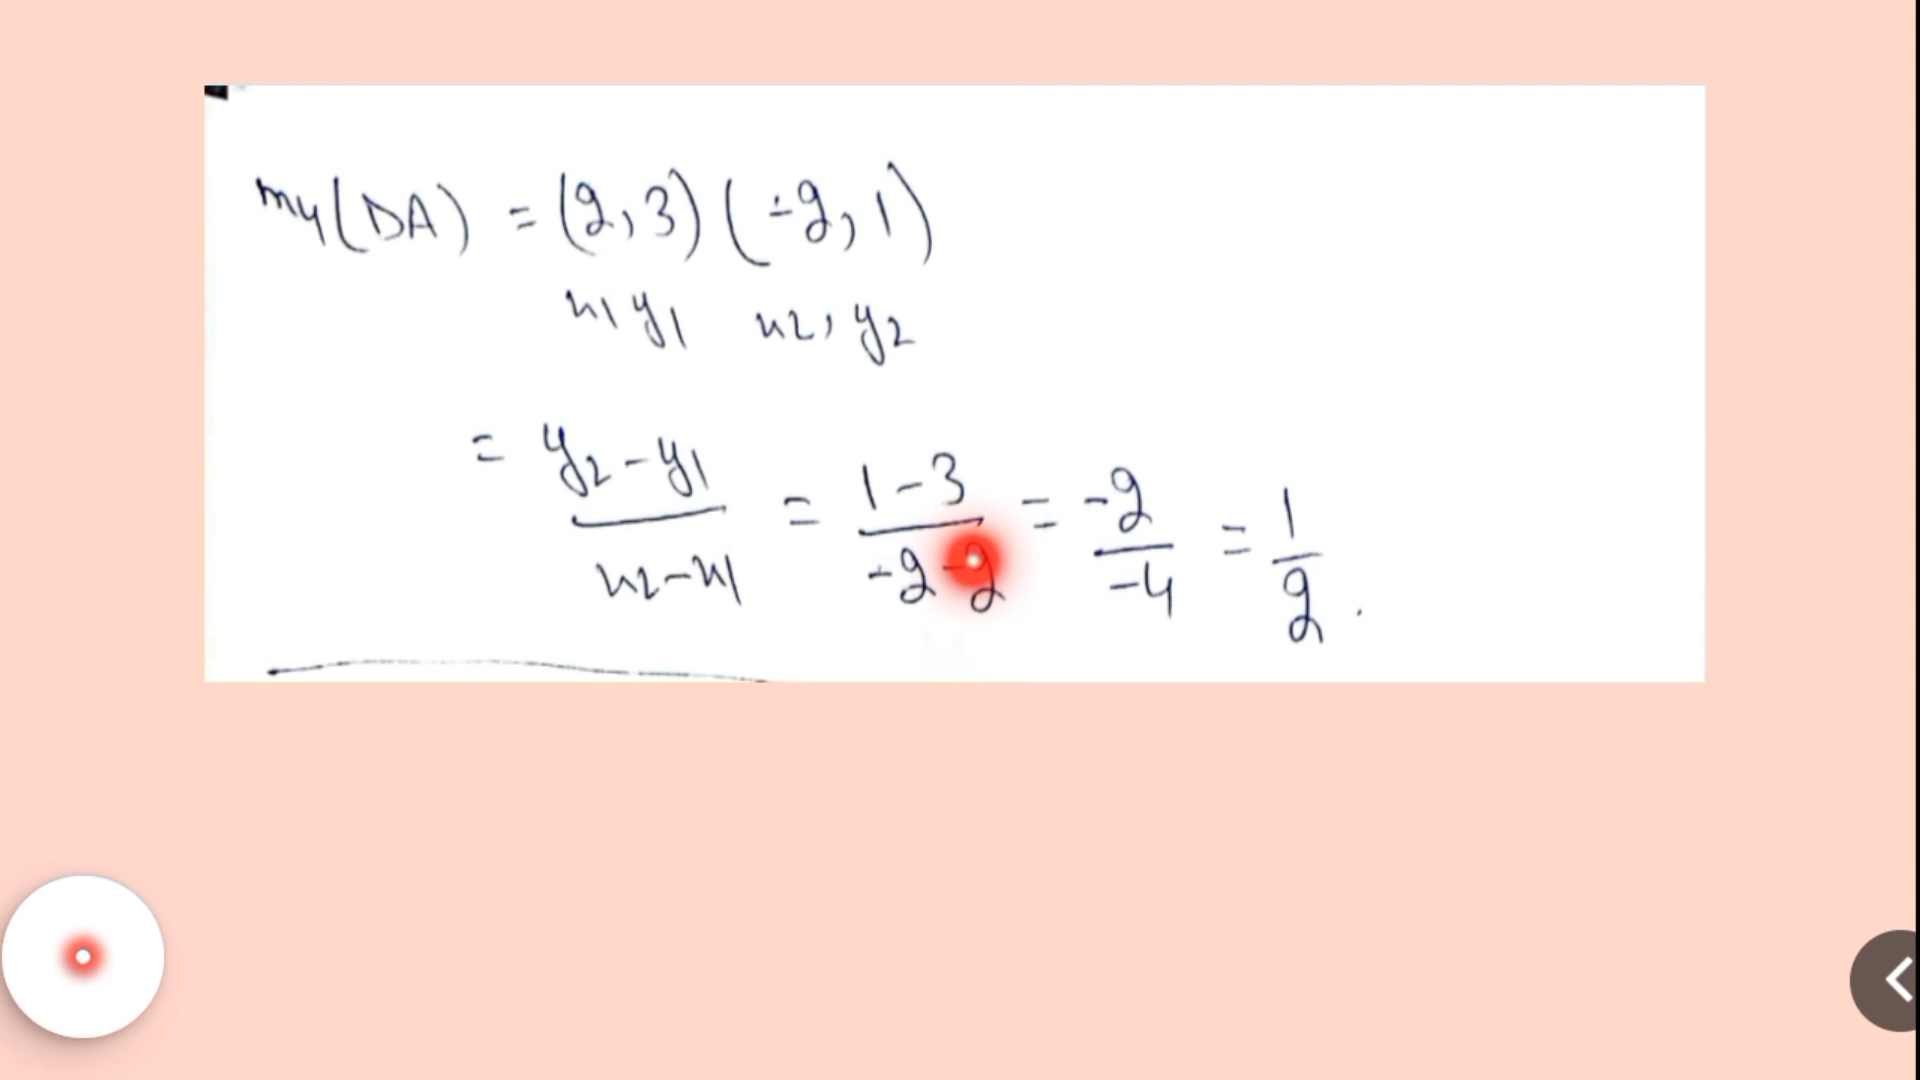 m4(DA) = (2,3) (-2,1)
x1 y1 x2, y2
= y2-y1 / x2-x1 = 1-3 / -2-2 = -2 / -4 = 1 / 2 .